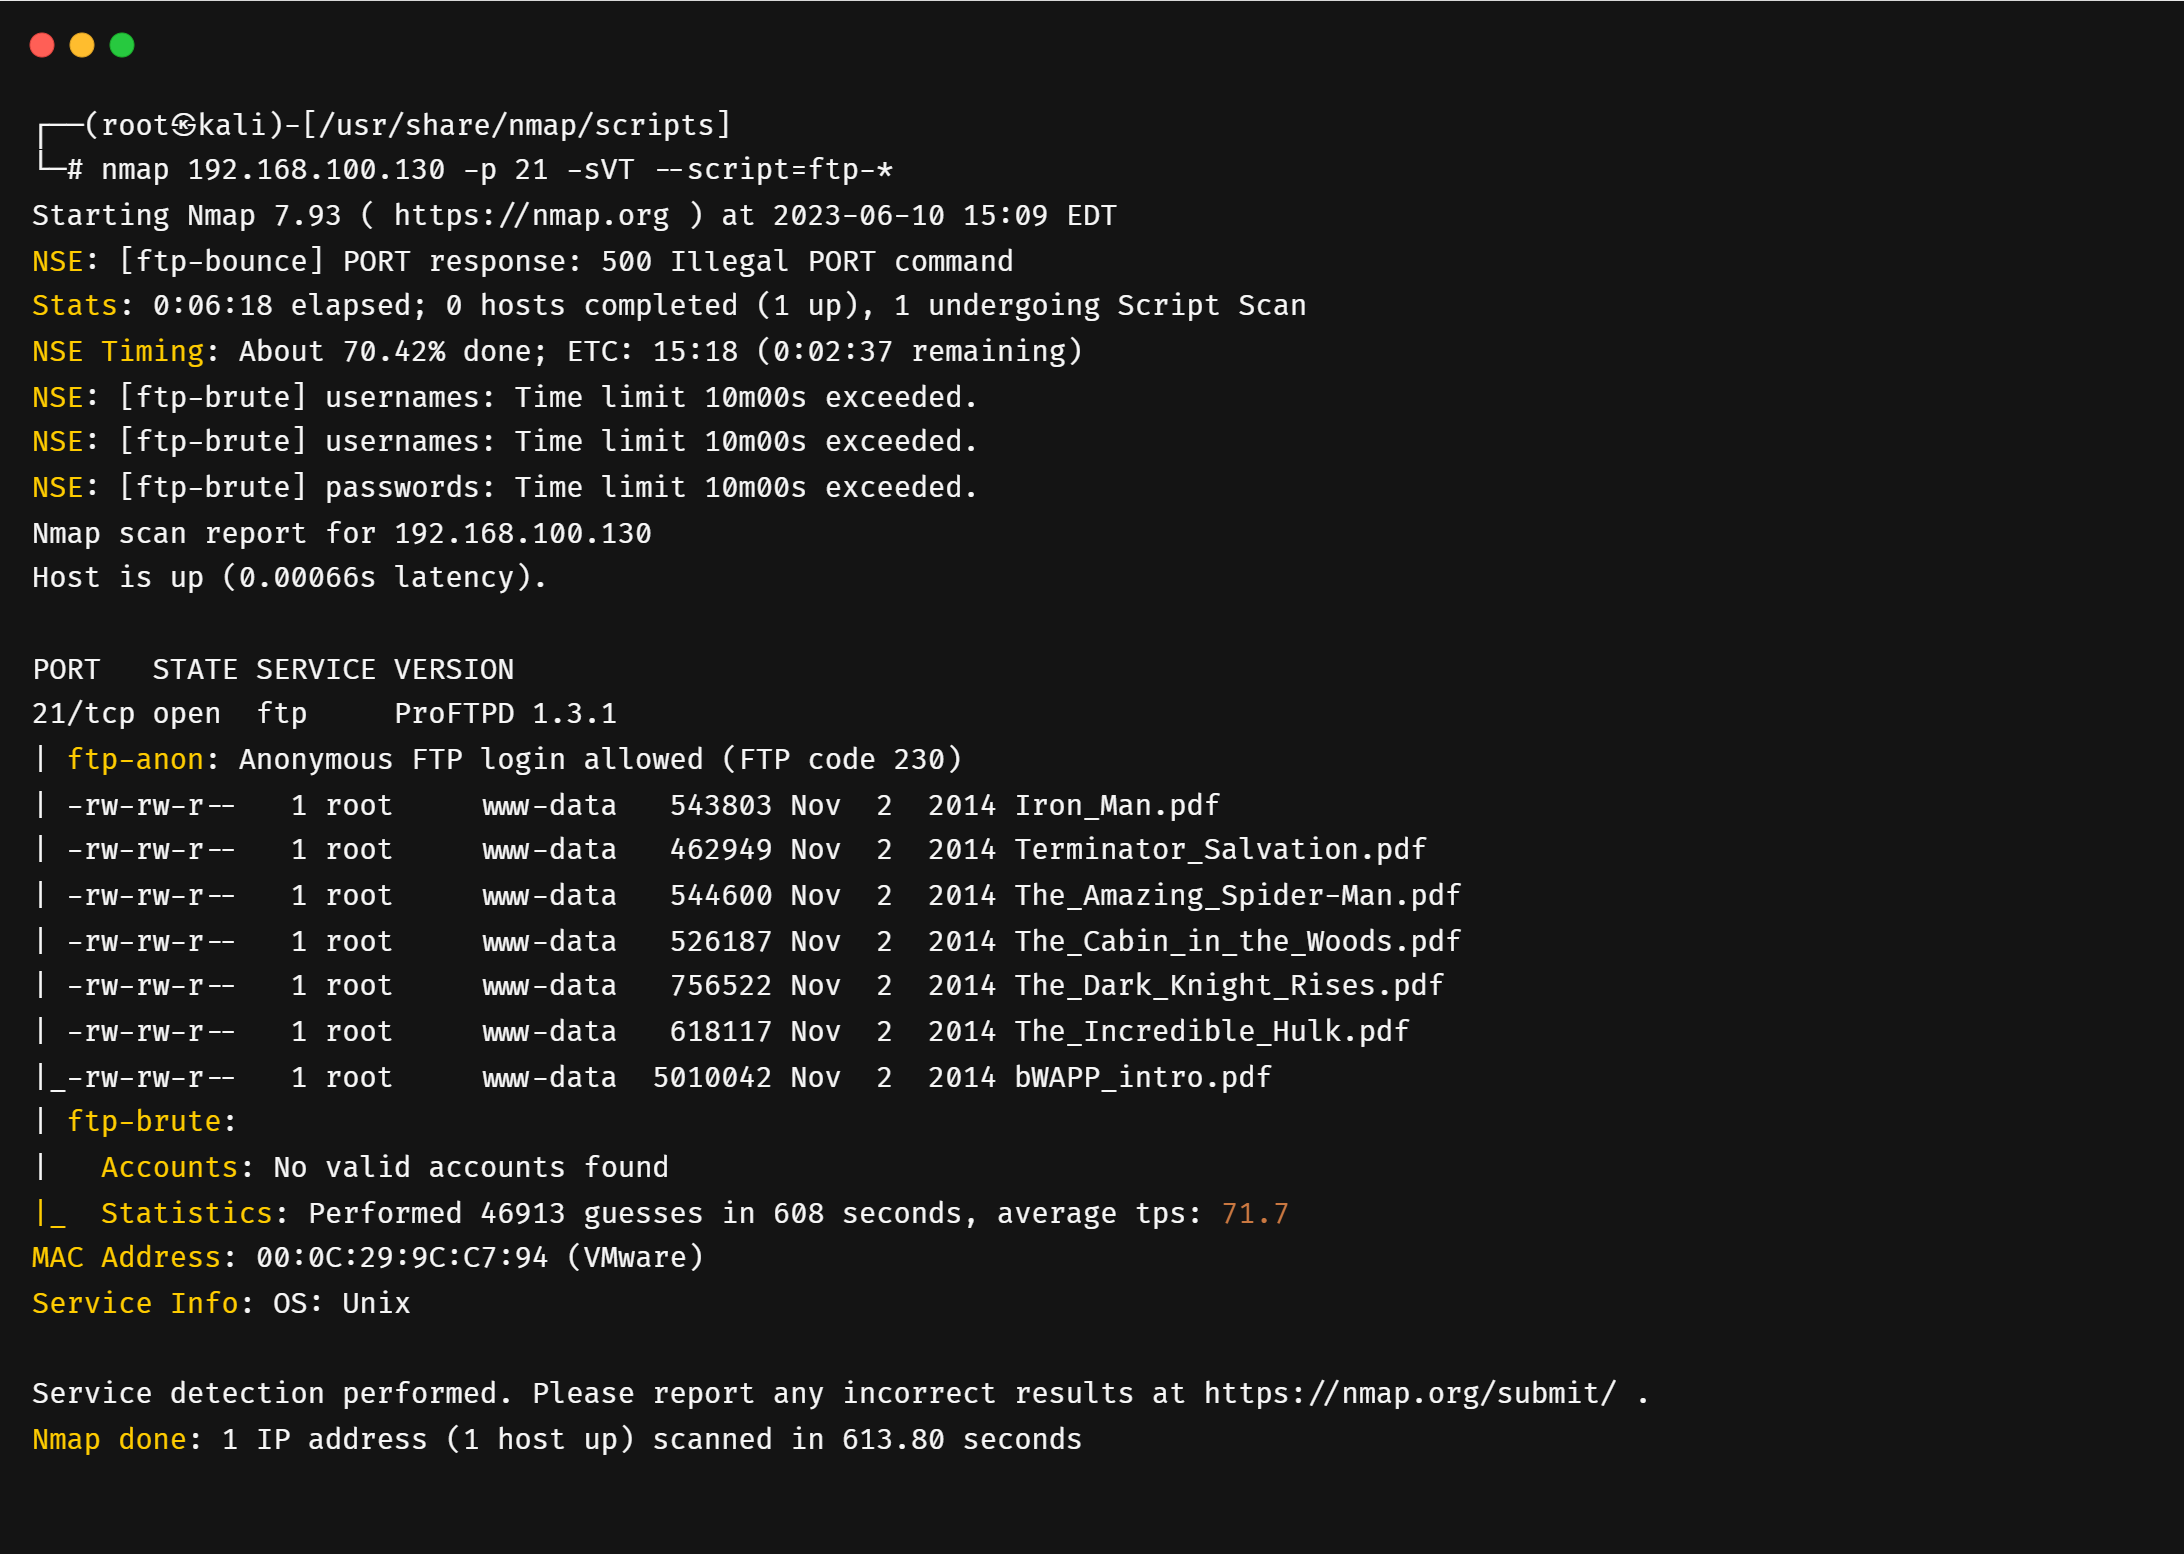 ┌──(root㉿kali)-[/usr/share/nmap/scripts]
└─# nmap 192.168.100.130 -p 21 -sVT --script=ftp-*
Starting Nmap 7.93 ( https://nmap.org ) at 2023-06-10 15:09 EDT
NSE: [ftp-bounce] PORT response: 500 Illegal PORT command
Stats: 0:06:18 elapsed; 0 hosts completed (1 up), 1 undergoing Script Scan
NSE Timing: About 70.42% done; ETC: 15:18 (0:02:37 remaining)
NSE: [ftp-brute] usernames: Time limit 10m00s exceeded.
NSE: [ftp-brute] usernames: Time limit 10m00s exceeded.
NSE: [ftp-brute] passwords: Time limit 10m00s exceeded.
Nmap scan report for 192.168.100.130
Host is up (0.00066s latency).

PORT   STATE SERVICE VERSION
21/tcp open  ftp     ProFTPD 1.3.1
| ftp-anon: Anonymous FTP login allowed (FTP code 230)
| -rw-rw-r--   1 root     www-data   543803 Nov  2  2014 Iron_Man.pdf
| -rw-rw-r--   1 root     www-data   462949 Nov  2  2014 Terminator_Salvation.pdf
| -rw-rw-r--   1 root     www-data   544600 Nov  2  2014 The_Amazing_Spider-Man.pdf
| -rw-rw-r--   1 root     www-data   526187 Nov  2  2014 The_Cabin_in_the_Woods.pdf
| -rw-rw-r--   1 root     www-data   756522 Nov  2  2014 The_Dark_Knight_Rises.pdf
| -rw-rw-r--   1 root     www-data   618117 Nov  2  2014 The_Incredible_Hulk.pdf
|_-rw-rw-r--   1 root     www-data  5010042 Nov  2  2014 bWAPP_intro.pdf
| ftp-brute:
|   Accounts: No valid accounts found
|_  Statistics: Performed 46913 guesses in 608 seconds, average tps: 71.7
MAC Address: 00:0C:29:9C:C7:94 (VMware)
Service Info: OS: Unix

Service detection performed. Please report any incorrect results at https://nmap.org/submit/ .
Nmap done: 1 IP address (1 host up) scanned in 613.80 seconds